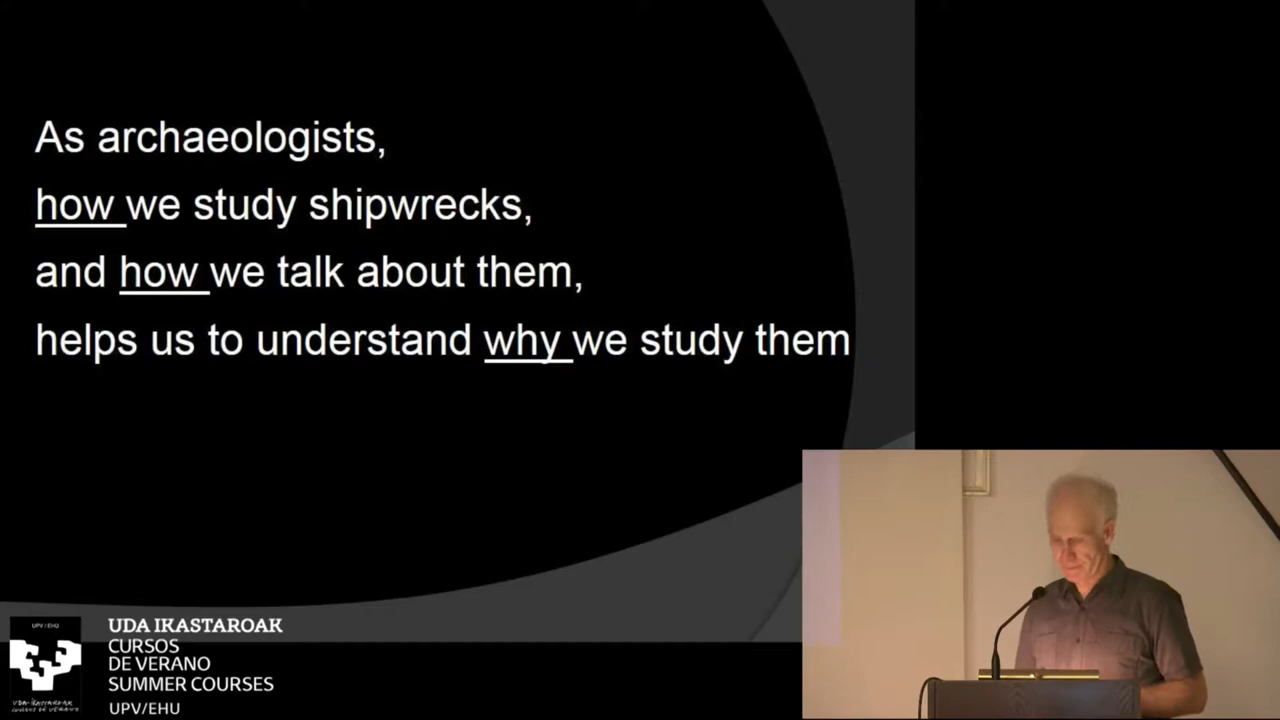 As archaeologists,
how we study shipwrecks,
and how we talk about them,
helps us to understand why we study them
UPV / EHU
UDA IKASTAROAK
CURSOS
DE VERANO
SUMMER COURSES
UPV/EHU